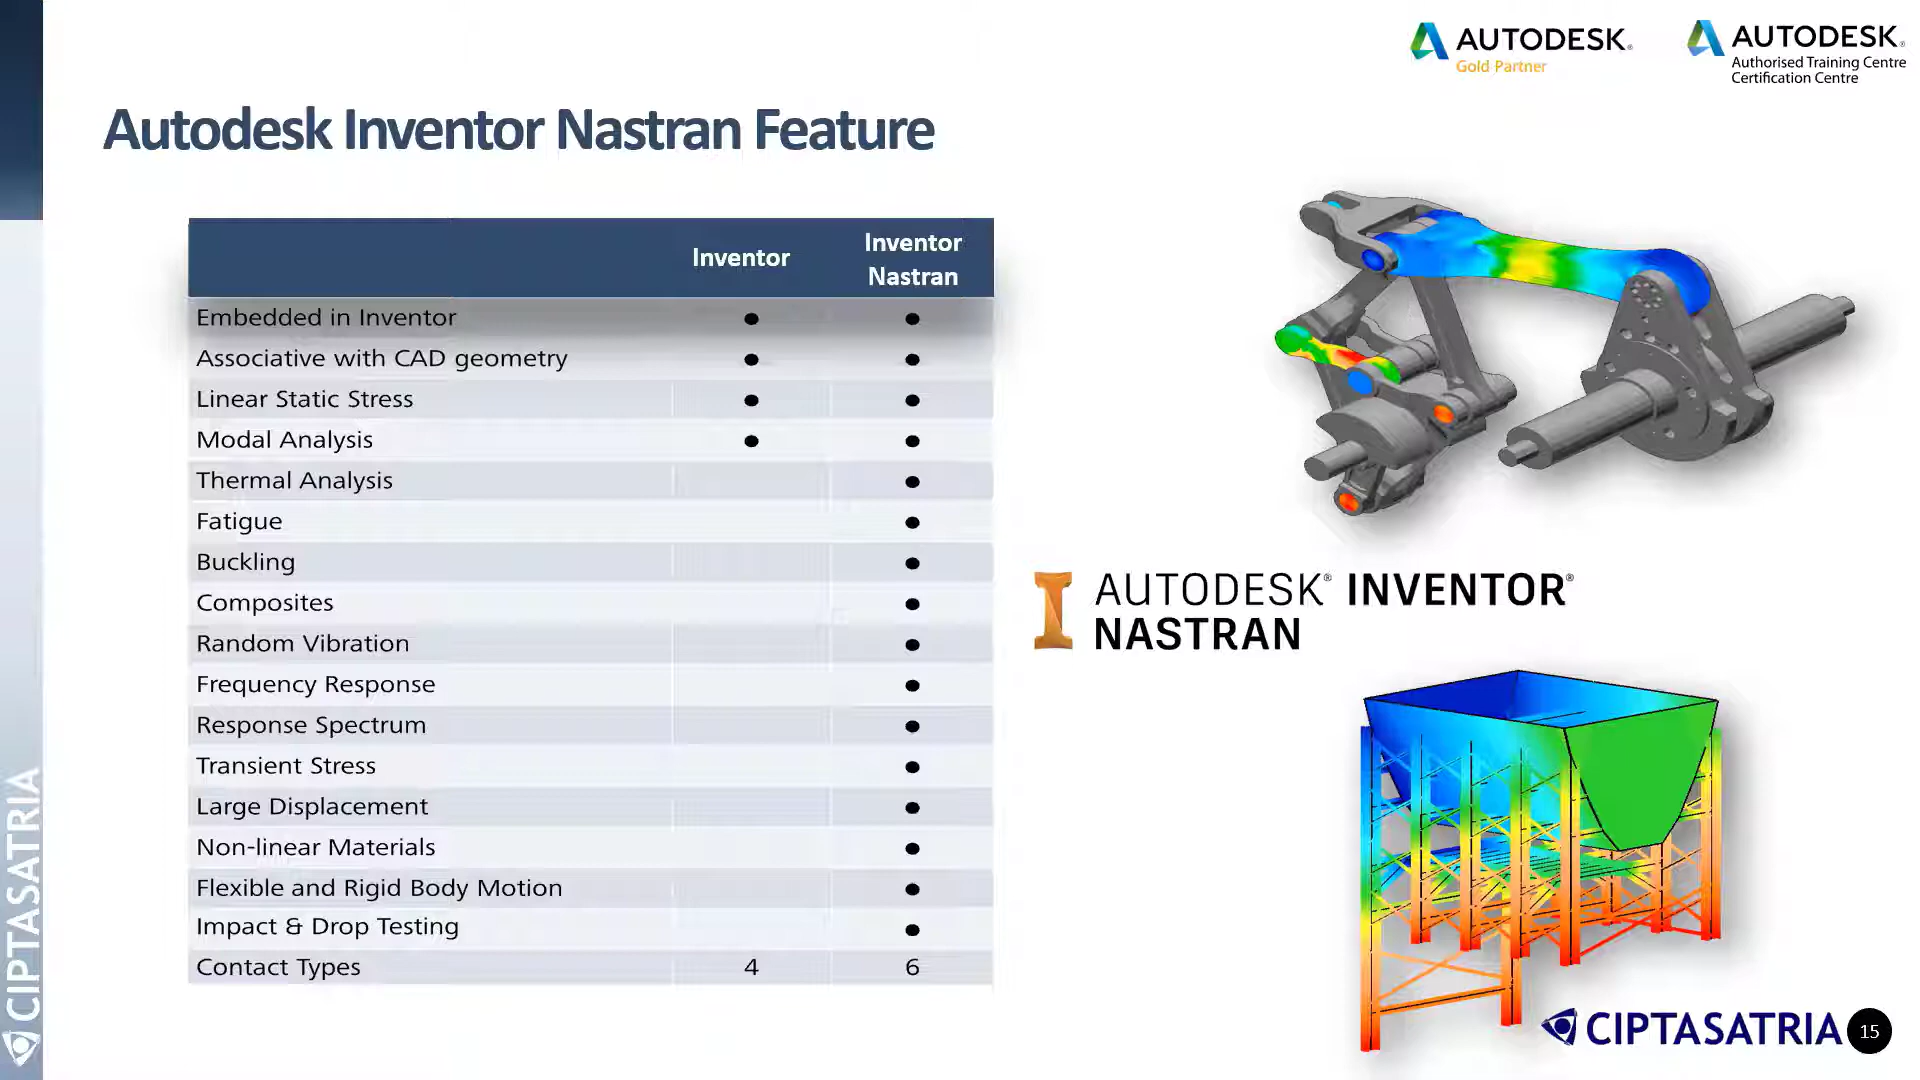 AUTODESK®
Gold Partner
AUTODESK®
Authorised Training Centre
Certification Centre
Autodesk Inventor Nastran Feature
Inventor Inventor Nastran
Embedded in Inventor ● ●
Associative with CAD geometry ● ●
Linear Static Stress ● ●
Modal Analysis ● ●
Thermal Analysis ●
Fatigue ●
Buckling ●
Composites ●
Random Vibration ●
Frequency Response ●
Response Spectrum ●
Transient Stress ●
Large Displacement ●
Non-linear Materials ●
Flexible and Rigid Body Motion ●
Impact & Drop Testing ●
Contact Types 4 6
AUTODESK® INVENTOR®
NASTRAN
CIPTASATRIA
CIPTASATRIA
15